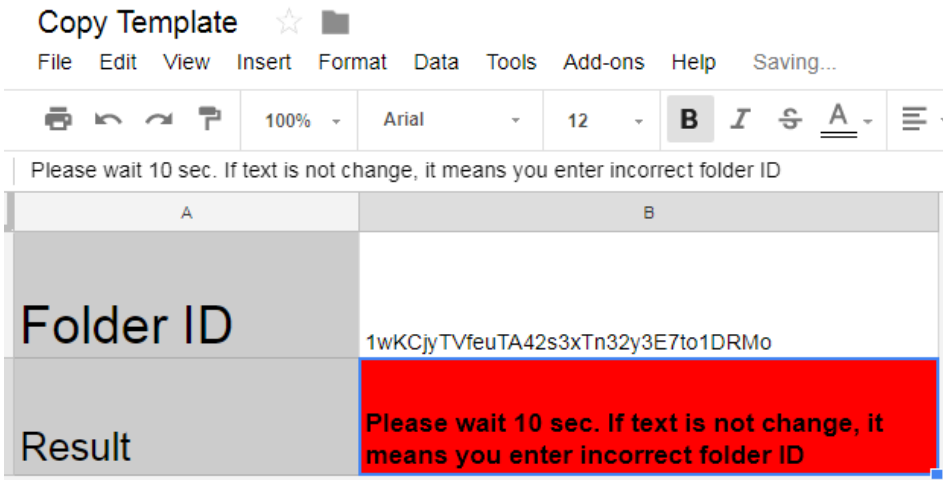 Copy Template
File Edit View Insert Format Data Tools Add-ons Help Saving...
100% Arial 12 B I S A
Please wait 10 sec. If text is not change, it means you enter incorrect folder ID
A B
Folder ID
1wKCjyTVfeuTA42s3xTn32y3E7to1DRMo
Please wait 10 sec. If text is not change, it
Result
means you enter incorrect folder ID